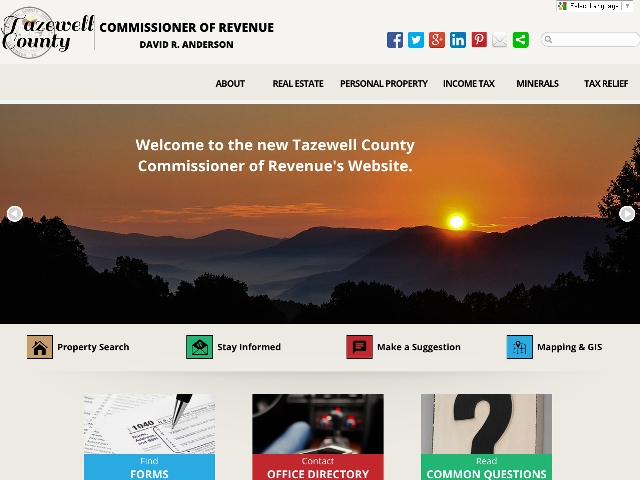 Select Language
Tazewell
County
COMMISSIONER OF REVENUE
DAVID R. ANDERSON
ABOUT REAL ESTATE PERSONAL PROPERTY INCOME TAX MINERALS TAX RELIEF
Welcome to the new Tazewell County
Commissioner of Revenue's Website.
Property Search Stay Informed Make a Suggestion Mapping & GIS
1040
Find
FORMS
Contact
OFFICE DIRECTORY
Read
COMMON QUESTIONS